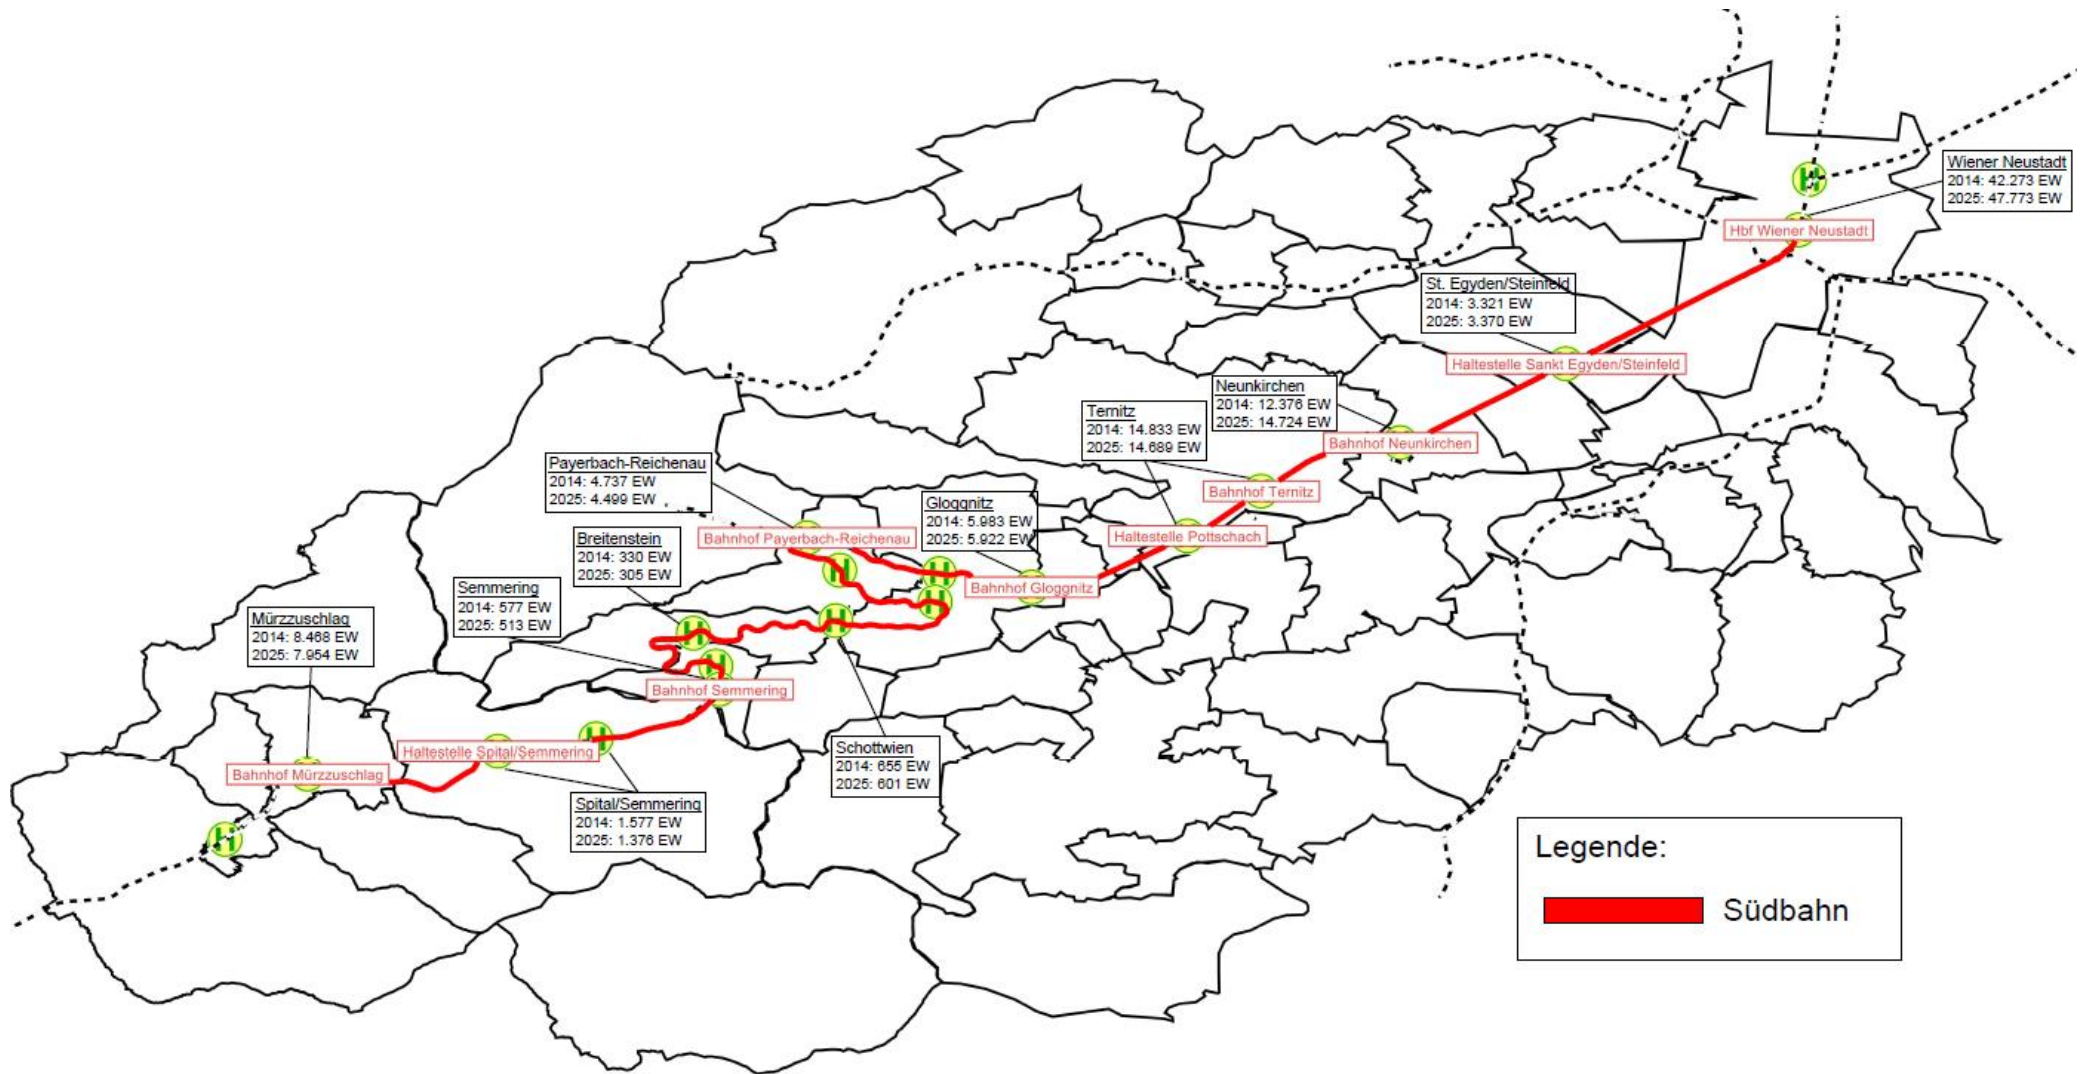 Wiener Neustadt
2014: 42.273 EW
2025: 47.773 EW
H
Hbf Wiener Neustadt
St. Egyden/Steinfeld
2014: 3.321 EW
2025: 3.370 EW
Haltestelle Sankt Egyden/Steinfeld
Neunkirchen
2014: 12.376 EW
2025: 14.724 EW
Bahnhof Neunkirchen
Ternitz
2014: 14.833 EW
2025: 14.689 EW
Bahnhof Ternitz
Haltestelle Pottschach
Payerbach-Reichenau
2014: 4.737 EW
2025: 4.499 EW
Bahnhof Payerbach-Reichenau
Gloggnitz
2014: 5.983 EW
2025: 5.922 EW
Bahnhof Gloggnitz
H
H
H
H
Breitenstein
2014: 330 EW
2025: 305 EW
H
Semmering
2014: 577 EW
2025: 513 EW
H
Bahnhof Semmering
Mürzzuschlag
2014: 8.468 EW
2025: 7.954 EW
Bahnhof Mürzzuschlag
Haltestelle Spital/Semmering
H
Schottwien
2014: 655 EW
2025: 601 EW
Spital/Semmering
2014: 1.577 EW
2025: 1.376 EW
H
Legende:
Südbahn